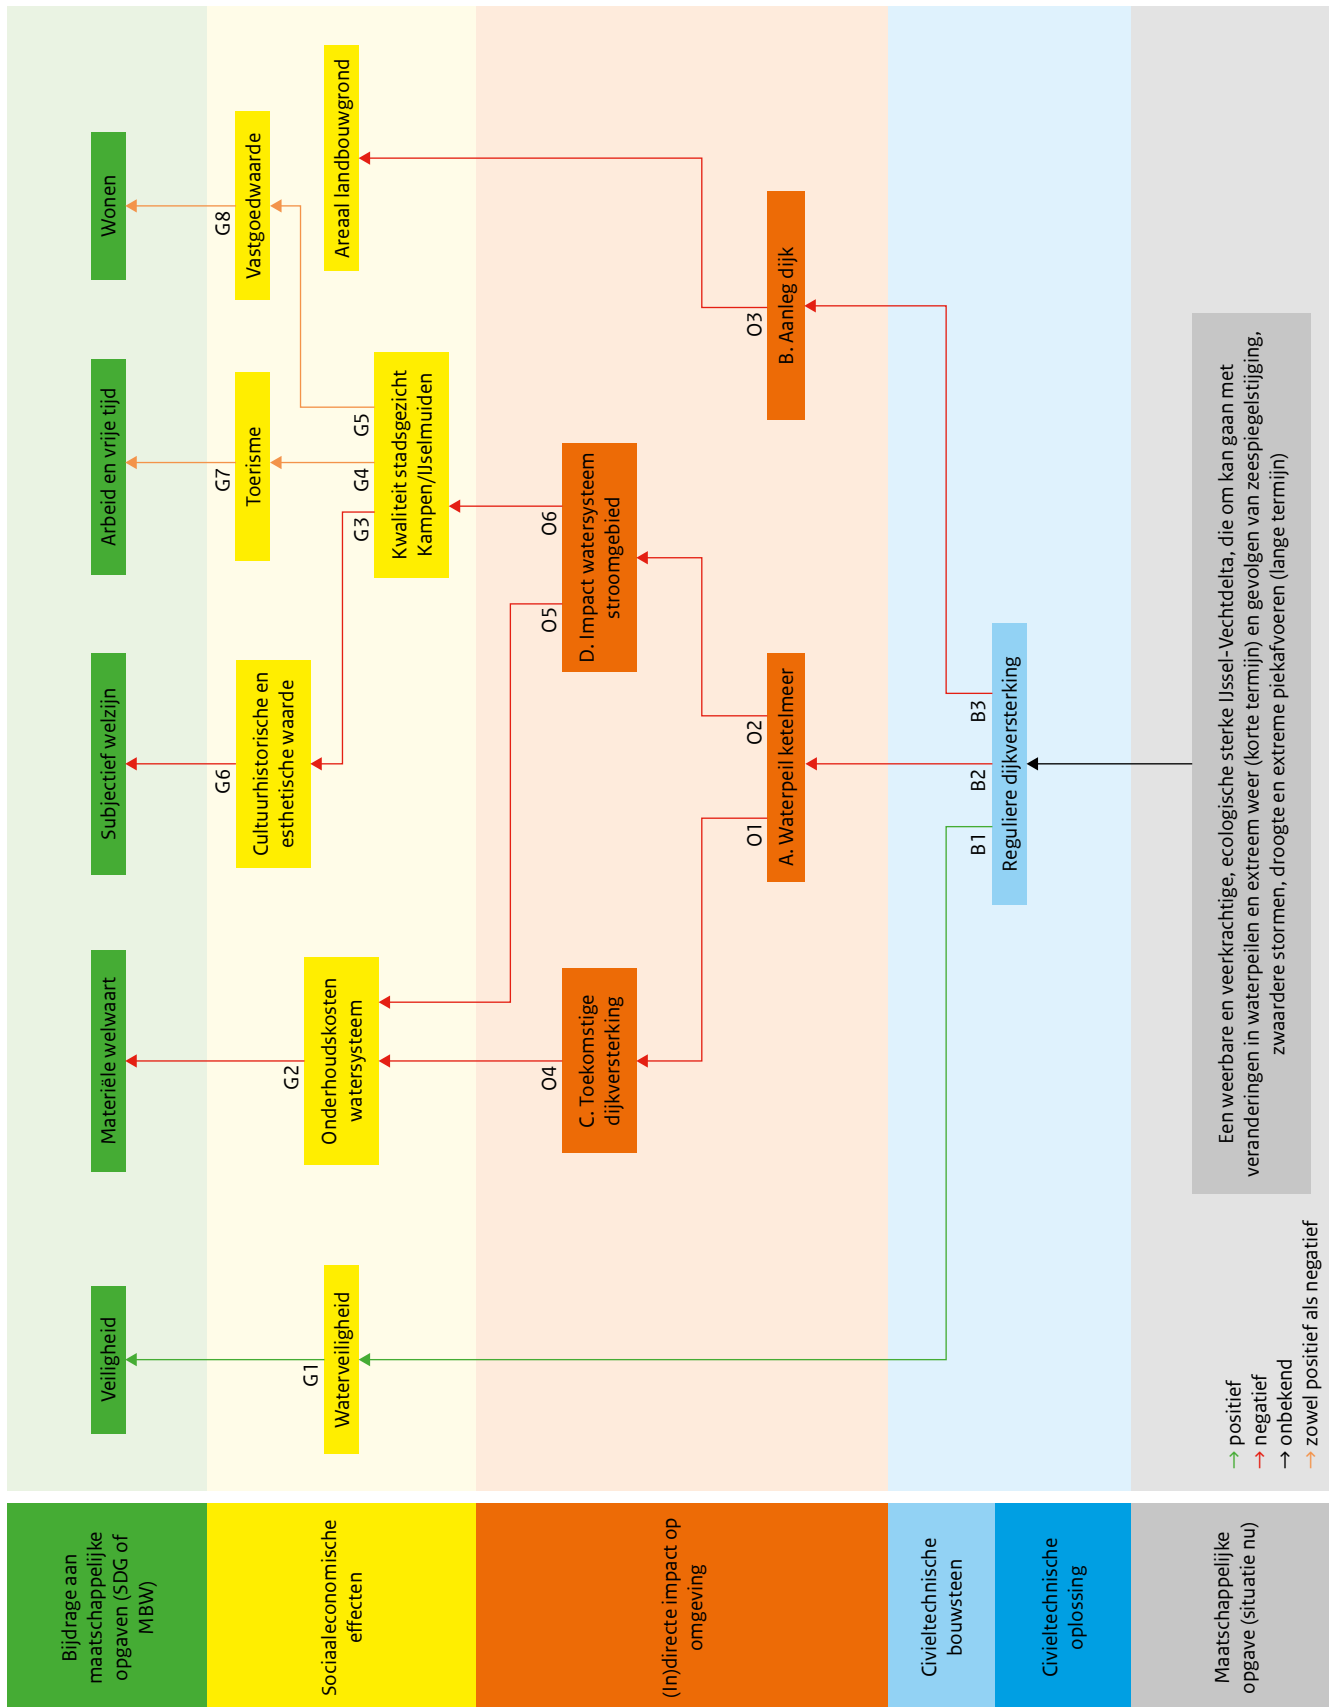 Bijdrage aan
maatschappelijke
opgaven (SDG of
MBW)
Veiligheid
Materiële welwaart
Subjectief welzijn
Arbeid en vrije tijd
Wonen
Sociaaleconomische
effecten
G1
Waterveiligheid
G2
Onderhoudskosten
watersysteem
G6
Cultuurhistorische en
esthetische waarde
G7
Toerisme
G8
Vastgoedwaarde
G3
G4
G5
Kwaliteit stadsgezicht
Kampen/IJselmuiden
Areaal landbouwgrond
(In)directe impact op
omgeving
O4
C. Toekomstige
dijkversterking
O5
O6
D. Impact watersysteem
stroomgebied
O1
O2
A. Waterpeil ketelmeer
O3
B. Aanleg dijk
Civieltechnische
bouwsteen
B1
B2
B3
Reguliere dijkversterking
Civieltechnische
oplossing
Maatschappelijke
opgave (situatie nu)
Een weerbare en veerkrachtige, ecologische sterke IJssel-Vechtdelta, die om kan gaan met
veranderingen in waterpeilen en extreem weer (korte termijn) en gevolgen van zeespiegelstijging,
zwaardere stormen, droogte en extreme piekafvoeren (lange termijn)
→ positief
→ negatief
→ onbekend
→ zowel positief als negatief